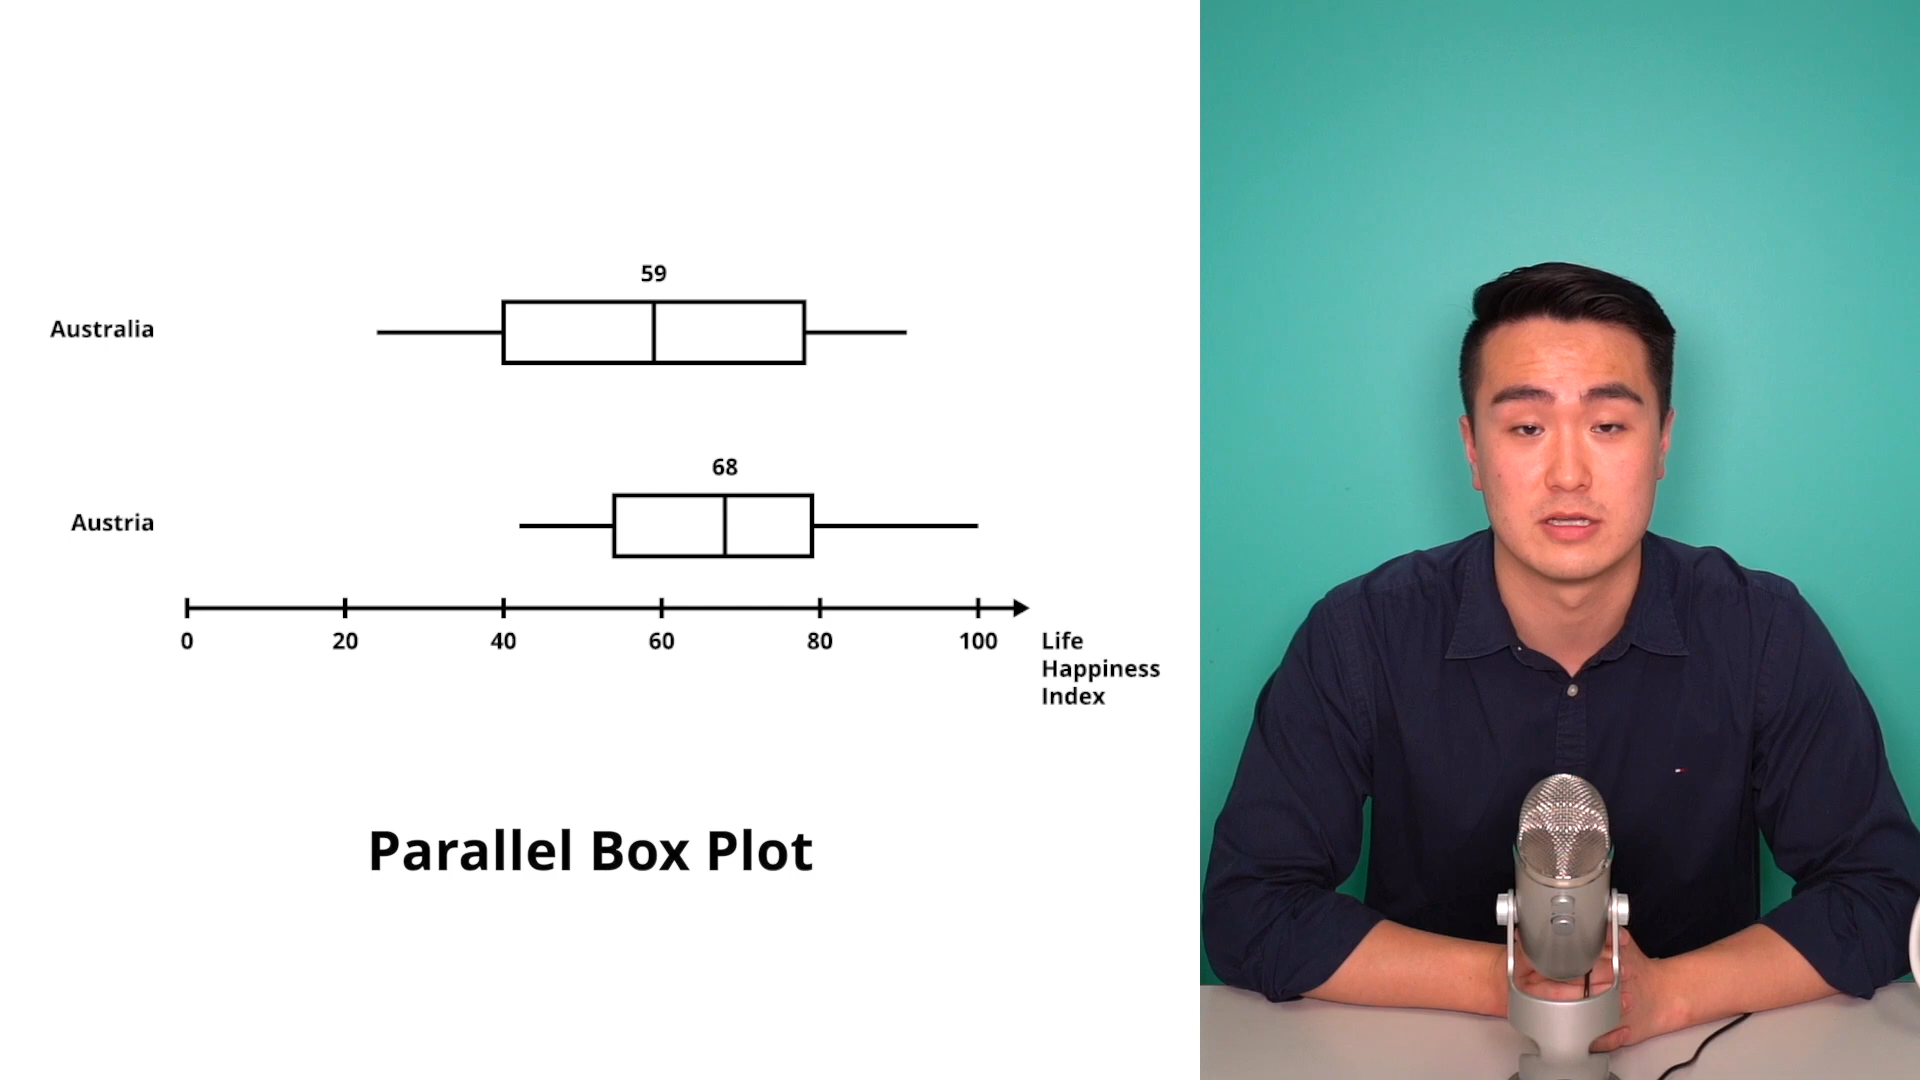 59
Australia
68
Austria
0 20 40 60 80 100
Life
Happiness
Index
Parallel Box Plot